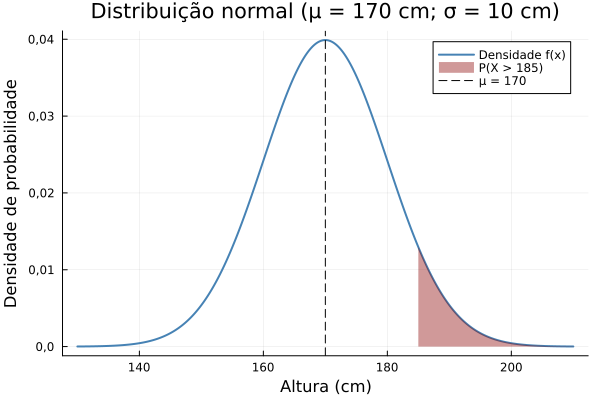 Distribuição normal (μ = 170 cm; σ = 10 cm)
Densidade de probabilidade
0,04
0,03
0,02
0,01
0,0
Densidade f(x)
P(X > 185)
μ = 170
140
160
180
200
Altura (cm)